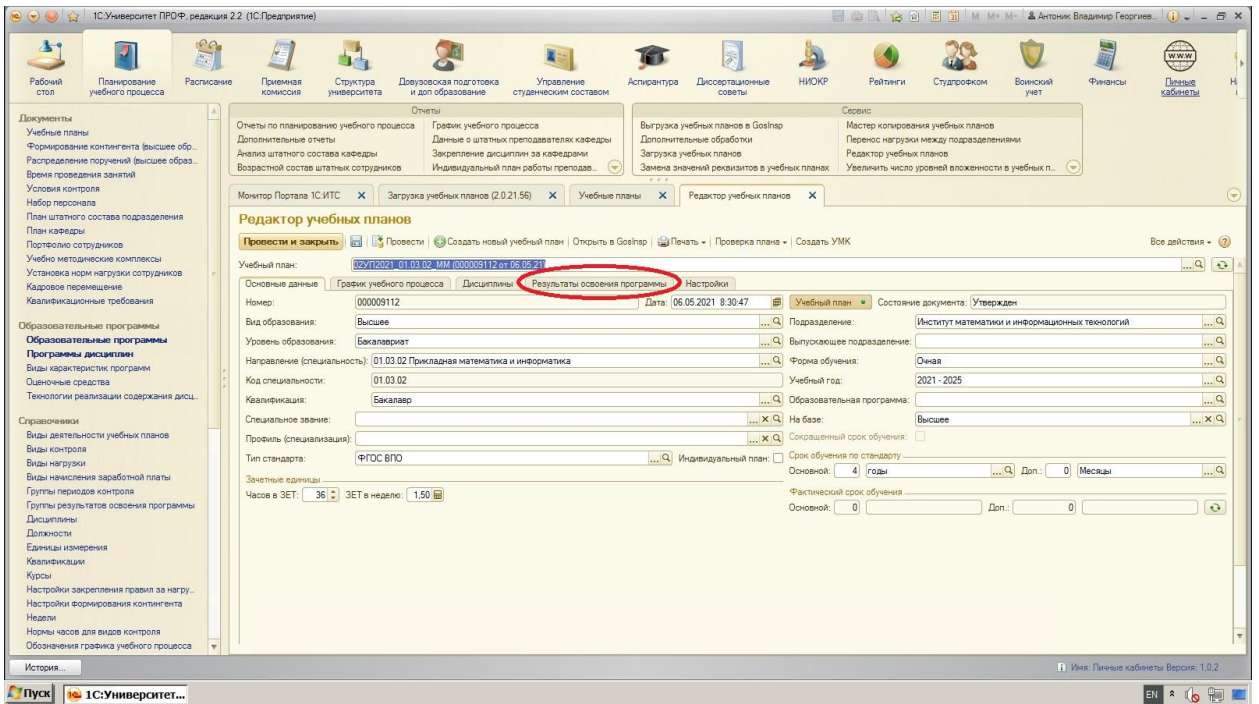 1С:Университет ПРОФ, редакция 2.2 (1С:Предприятие)
M M+ M- Антоник Владимир Георгиев...
Рабочий стол
Планирование учебного процесса
Расписание
Приемная комиссия
Структура университета
Довузовская подготовка и доп образование
Управление студенческим составом
Аспирантура
Диссертационные советы
НИОКР
Рейтинги
Студпрофком
Воинский учет
Финансы
WWW
Личные кабинеты
Документы
Учебные планы
Формирование контингента (высшее обр...
Распределение поручений (высшее образ...
Время проведения занятий
Условия контроля
Набор персонала
План штатного состава подразделения
План кафедры
Портфолио сотрудников
Учебно методические комплексы
Установка норм нагрузки сотрудников
Кадровое перемещение
Квалификационные требования
Образовательные программы
Образовательные программы
Программы дисциплин
Виды характеристик программ
Оценочные средства
Технологии реализации содержания дисц...
Справочники
Виды деятельности учебных планов
Виды контроля
Виды нагрузки
Виды начисления заработной платы
Группы периодов контроля
Группы результатов освоения программы
Дисциплины
Должности
Единицы измерения
Квалификации
Курсы
Настройки закрепления правил за нагру...
Настройки формирования контингента
Недели
Нормы часов для видов контроля
Обозначения графика учебного процесса
Отчеты
Отчеты по планированию учебного процесса График учебного процесса
Дополнительные отчеты Данные о штатных преподавателях кафедры
Анализ штатного состава кафедры Закрепление дисциплин за кафедрами
Возрастной состав штатных сотрудников Индивидуальный план работы преподав...
Сервис
Выгрузка учебных планов в GosInsp Мастер копирования учебных планов
Дополнительные обработки Перенос нагрузки между подразделениями
Загрузка учебных планов Редактор учебных планов
Замена значений реквизитов в учебных планах Увеличить число уровней вложенности в учебных п...
Монитор Портала 1С:ИТС Загрузка учебных планов (2.0.21.56) Учебные планы Редактор учебных планов
Редактор учебных планов
Провести и закрыть Провести Создать новый учебный план Открыть в GosInsp Печать Проверка плана Создать УМК Все действия
Учебный план: 02УП2021_01.03.02_ММ (000009112 от 06.05.21)
Основные данные График учебного процесса Дисциплины Результаты освоения программы Настройки
Номер: 000009112 Дата: 06.05.2021 8:30:47 Учебный план Состояние документа: Утвержден
Вид образования: Высшее Подразделение: Институт математики и информационных технологий
Уровень образования: Бакалавриат Выпускающее подразделение:
Направление (специальность): 01.03.02 Прикладная математика и информатика Форма обучения: Очная
Код специальности: 01.03.02 Учебный год: 2021 - 2025
Квалификация: Бакалавр Образовательная программа:
Специальное звание: На базе: Высшее
Профиль (специализация): Сокращенный срок обучения:
Тип стандарта: ФГОС ВПО Индивидуальный план: Срок обучения по стандарту
Основной: 4 годы Доп.: 0 Месяцы
Зачетные единицы
Часов в ЗЕТ: 36 ЗЕТ в неделю: 1,50
Фактический срок обучения
Основной: 0 Доп.: 0
История...
Имя: Личные кабинеты Версия: 1,0,2
Пуск 1С:Университет... EN